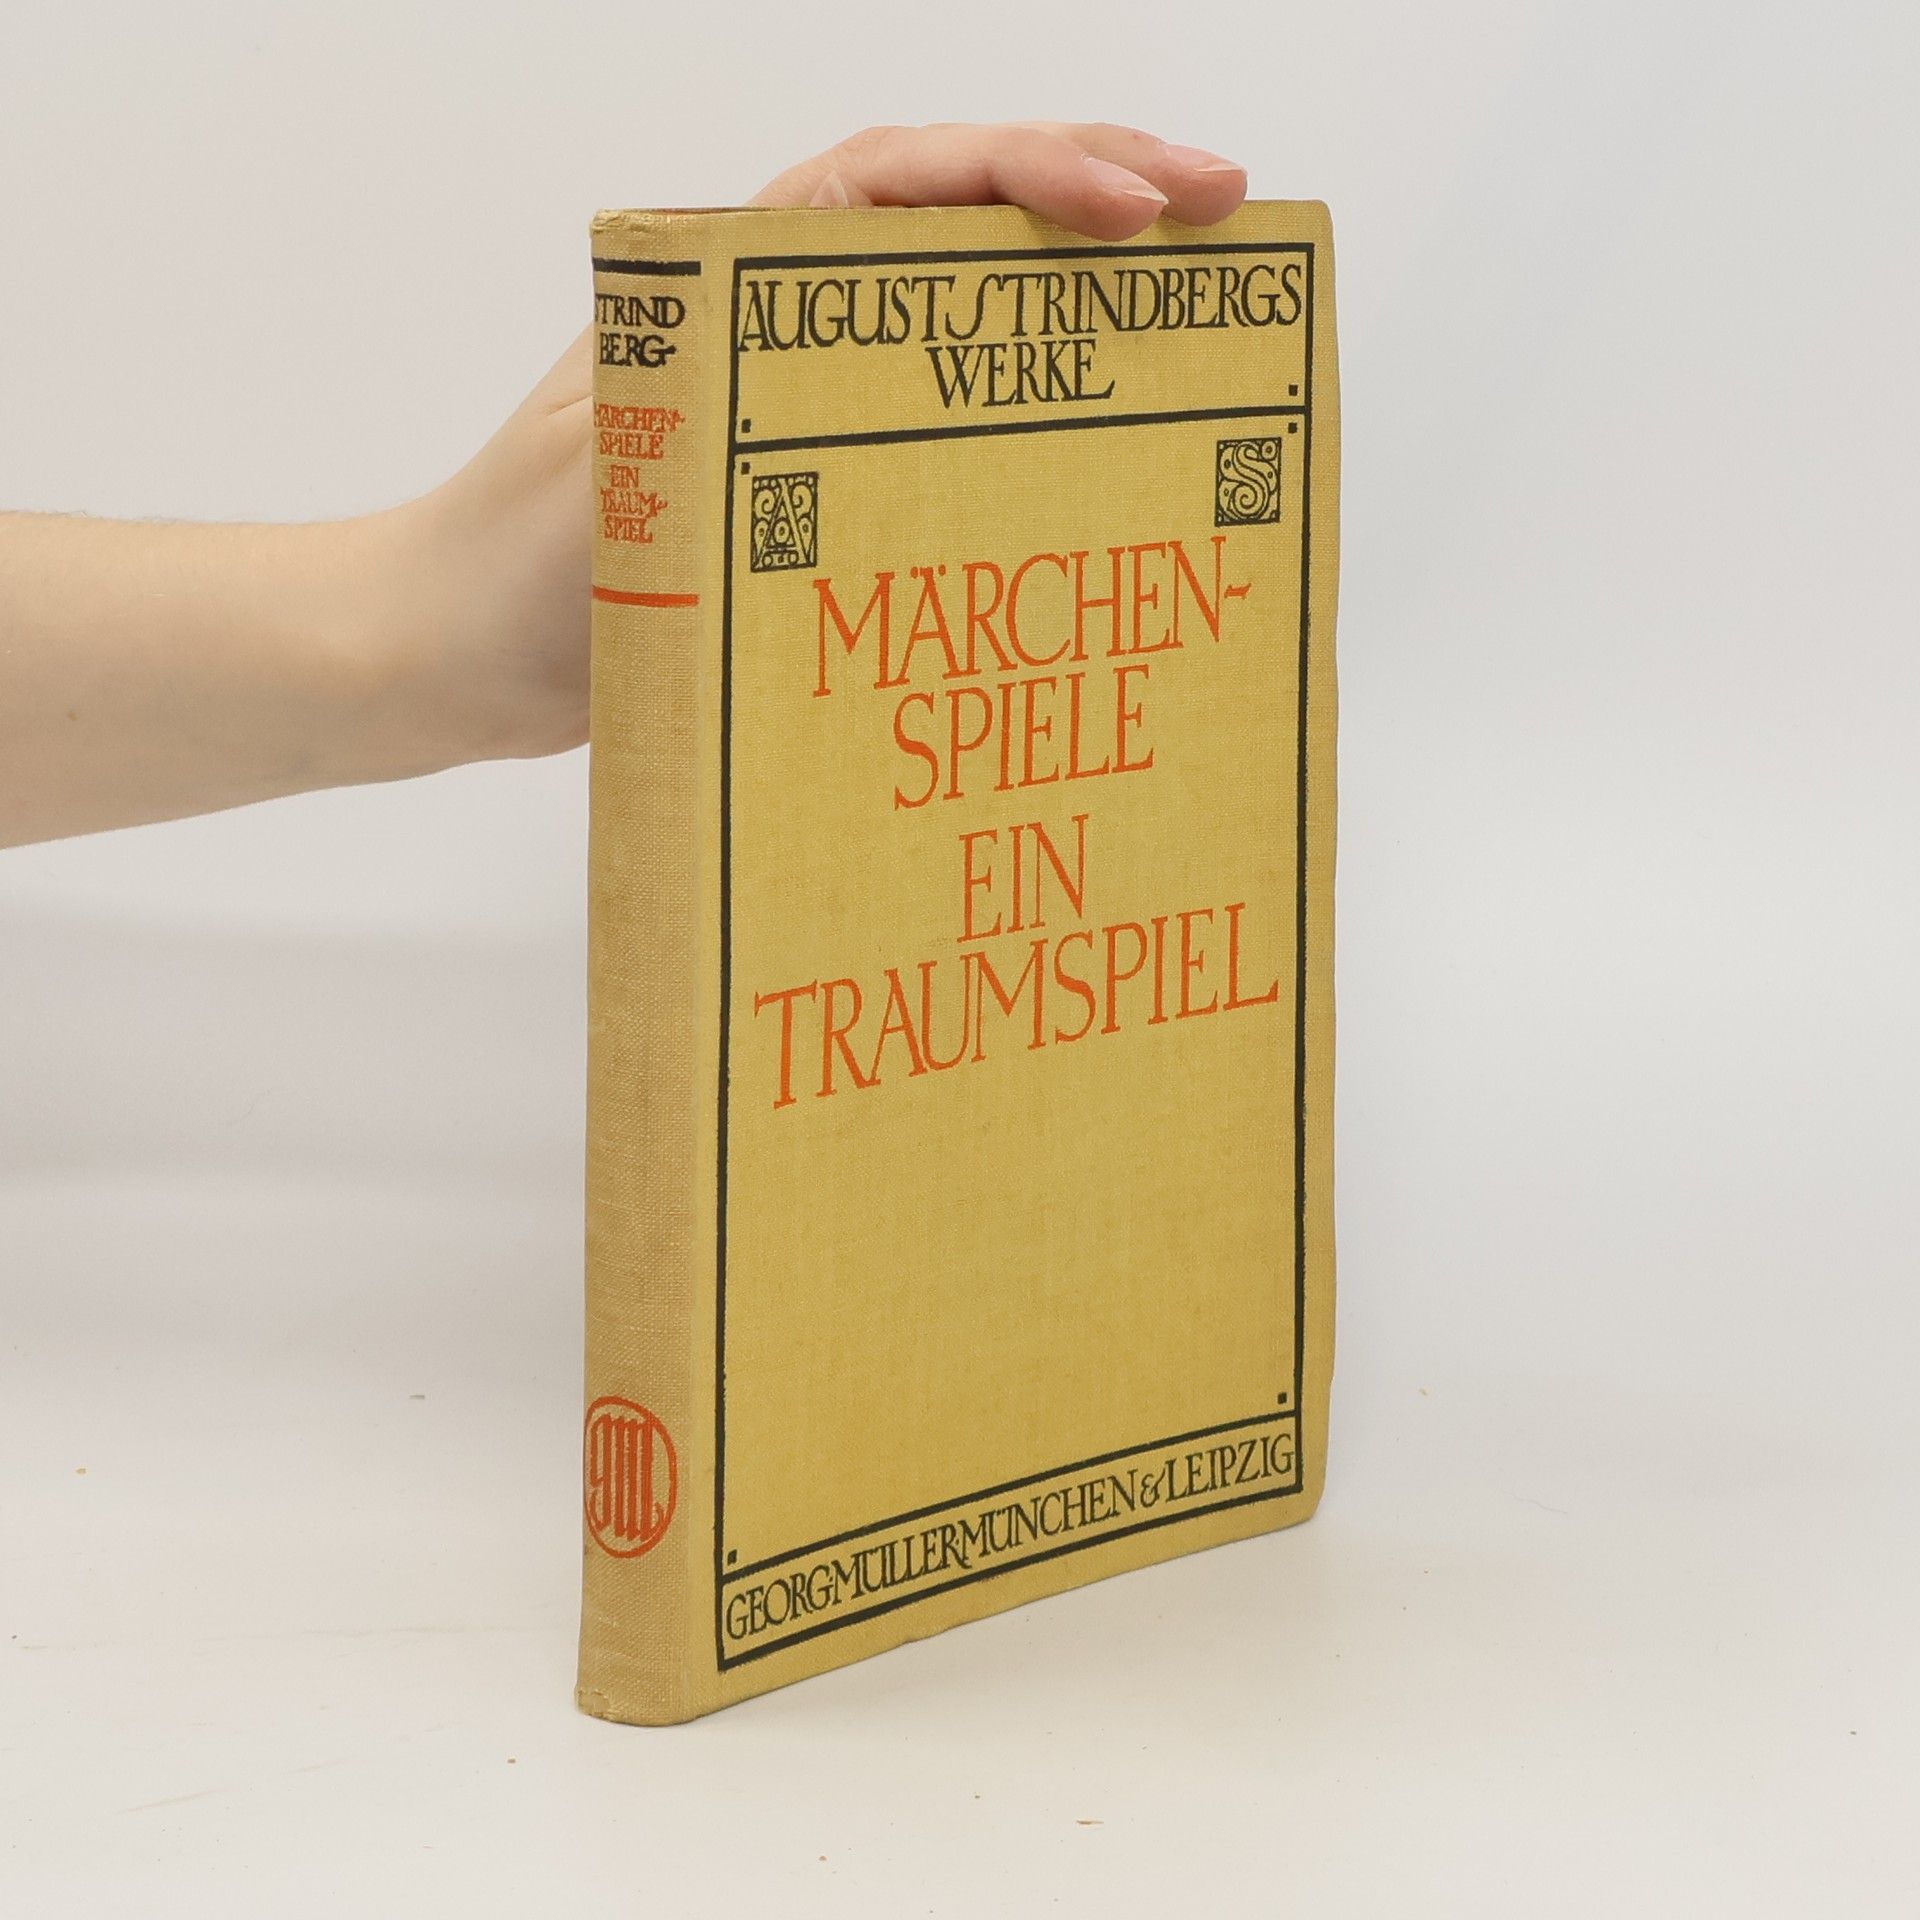 STRIND
BERG-
MÄRCHEN-
SPIELE
EIN
TRAUM-
SPIEL
AUGUST STRINDBERGS
WERKE
A
S
MÄRCHEN-
SPIELE
EIN
TRAUMSPIEL
GEORG·MÜLLER·MÜNCHEN & LEIPZIG